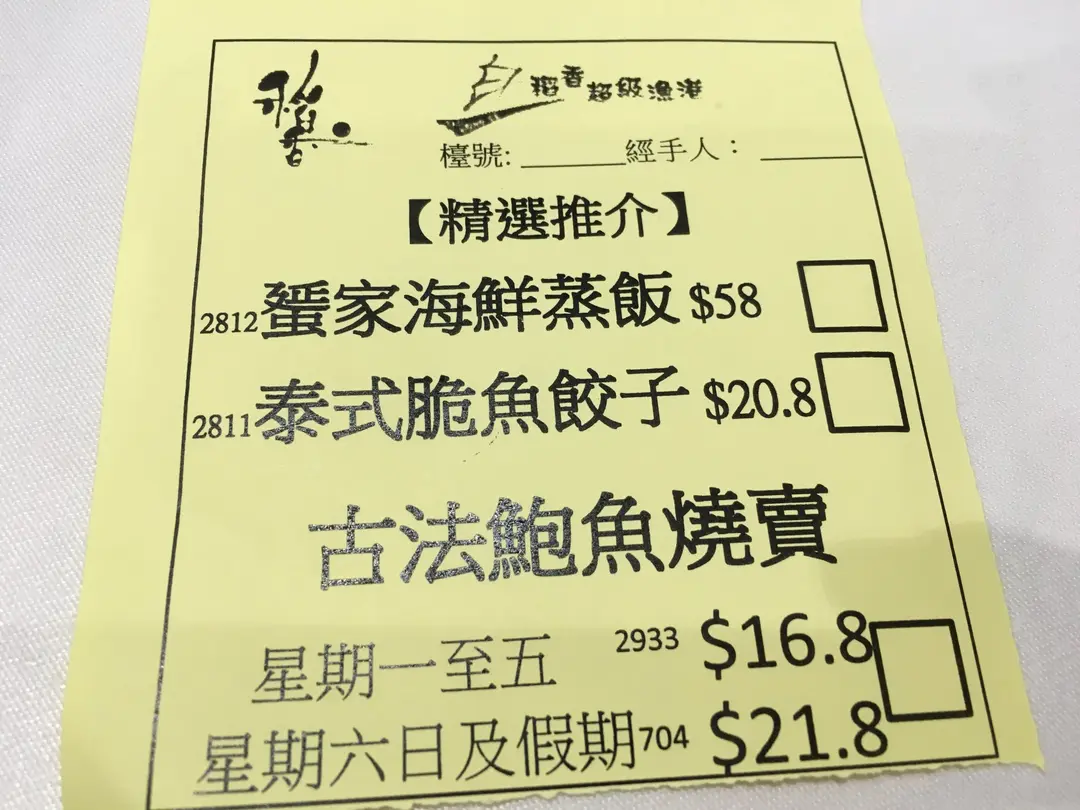 稻香
稻香超級漁港
檯號: ______ 經手人： ______
【精選推介】
2812 蜑家海鮮蒸飯 $58
2811 泰式脆魚餃子 $20.8
古法鮑魚燒賣
星期一至五 2933 $16.8
星期六日及假期 704 $21.8